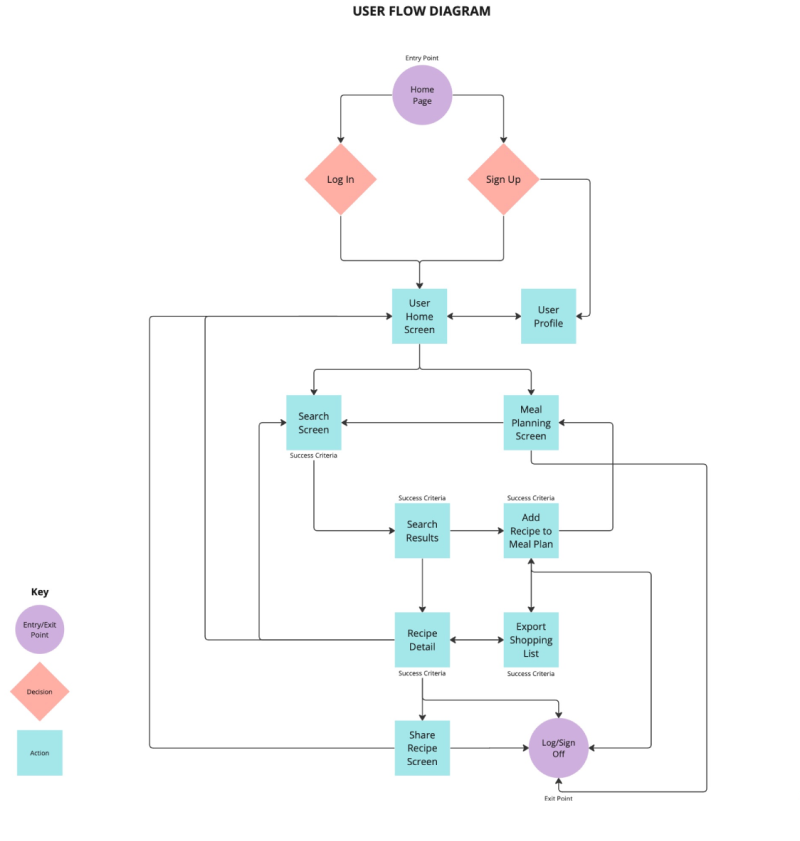 USER FLOW DIAGRAM
Entry Point
Home
Page
Log In
Sign Up
User
Home
Screen
User
Profile
Search
Screen
Success Criteria
Meal
Planning
Screen
Success Criteria
Search
Results
Success Criteria
Add
Recipe to
Meal Plan
Key
Entry/Exit
Point
Decision
Action
Recipe
Detail
Success Criteria
Export
Shopping
List
Success Criteria
Share
Recipe
Screen
Log/Sign
Off
Exit Point